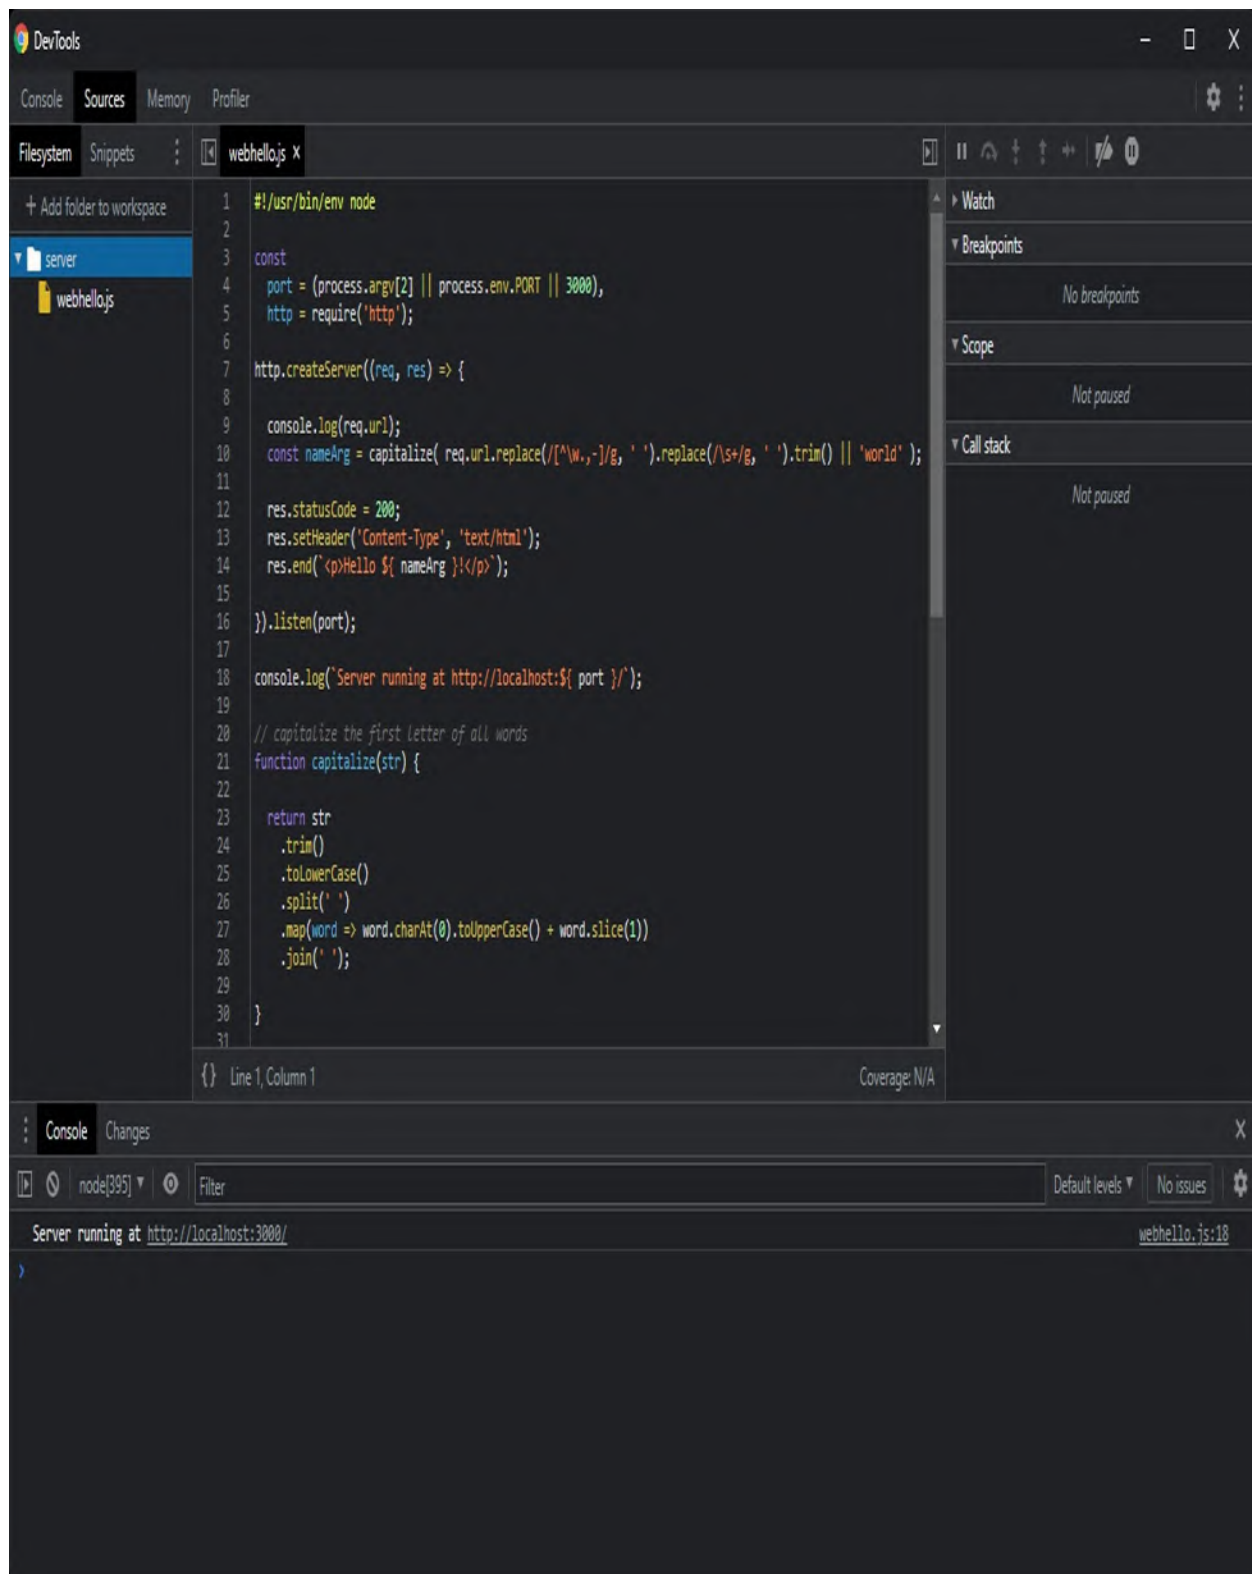 DevTools
Console Sources Memory Profiler
Filesystem Snippets
webhello.js X
+ Add folder to workspace
server
webhello.js
1 #!/usr/bin/env node
2
3 const
4 port = (process.argv[2] || process.env.PORT || 3000),
5 http = require('http');
6
7 http.createServer((req, res) => {
8
9 console.log(req.url);
10 const nameArg = capitalize( req.url.replace(/[^\w.,-]/g, ' ').replace(/\s+/g, ' ').trim() || 'world' );
11
12 res.statusCode = 200;
13 res.setHeader('Content-Type', 'text/html');
14 res.end(`<p>Hello ${ nameArg }!</p>`);
15
16 }).listen(port);
17
18 console.log(`Server running at http://localhost:${ port }/`);
19
20 // capitalize the first letter of all words
21 function capitalize(str) {
22
23 return str
24 .trim()
25 .toLowerCase()
26 .split(' ')
27 .map(word => word.charAt(0).toUpperCase() + word.slice(1))
28 .join(' ');
29
30 }
31
{} Line 1, Column 1
Coverage: N/A
Watch
Breakpoints
No breakpoints
Scope
Not paused
Call stack
Not paused
Console Changes X
node[395] Filter Default levels No issues
Server running at http://localhost:3000/ webhello.js:18